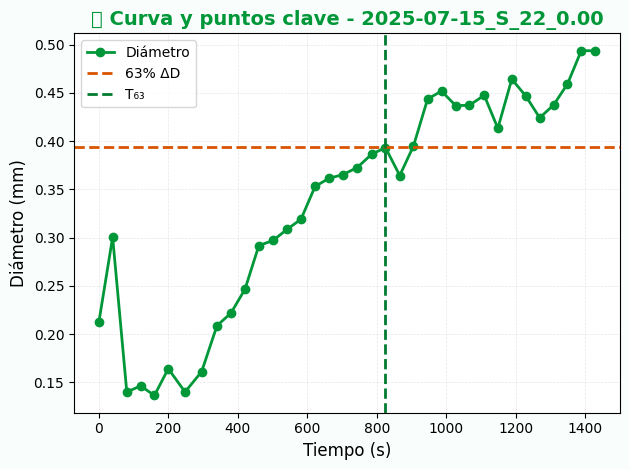 Curva y puntos clave - 2025-07-15_S_22_0.00
Diámetro
63% ΔD
T₆₃
Diámetro (mm)
0.50
0.45
0.40
0.35
0.30
0.25
0.20
0.15
0
200
400
600
800
1000
1200
1400
Tiempo (s)